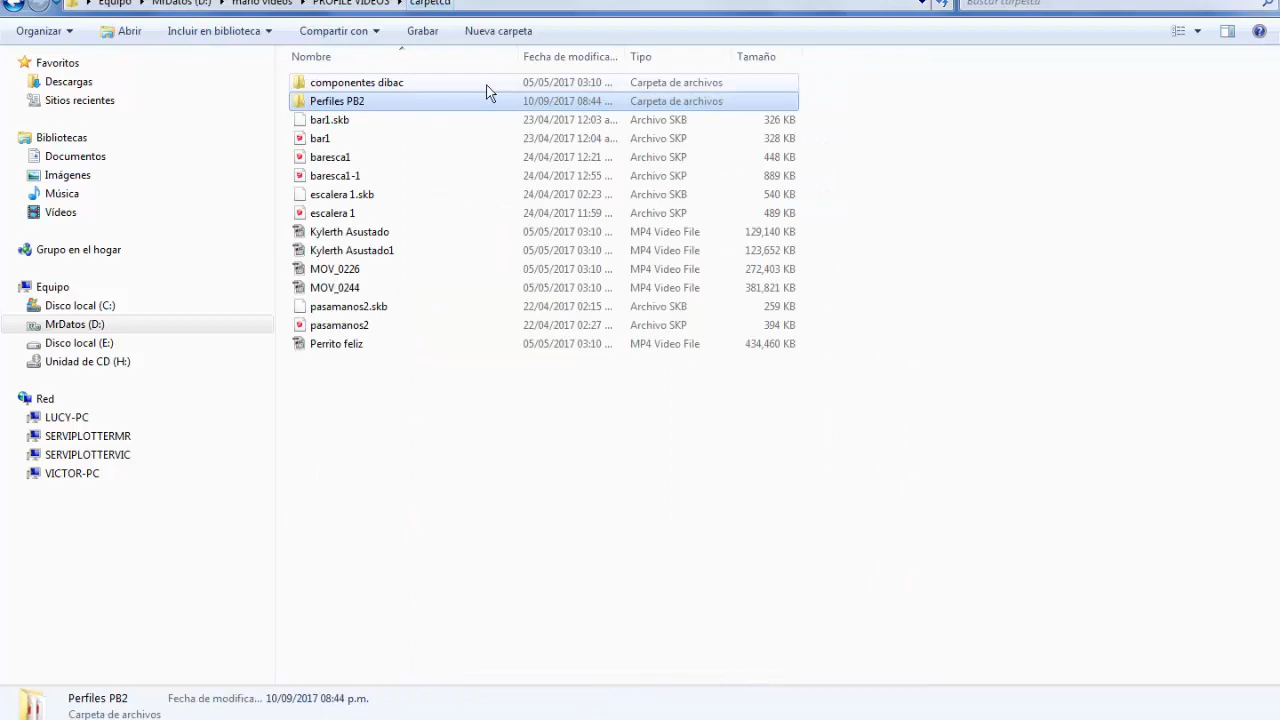 Equipo MrDatos (D:) mario videos PROFILE VIDEOS carpetcd Buscar carpetcd
Organizar Abrir Incluir en biblioteca Compartir con Grabar Nueva carpeta
Nombre Fecha de modifica... Tipo Tamaño
Favoritos
Descargas
Sitios recientes
Bibliotecas
Documentos
Imágenes
Música
Vídeos
Grupo en el hogar
Equipo
Disco local (C:)
MrDatos (D:)
Disco local (E:)
Unidad de CD (H:)
Red
LUCY-PC
SERVIPLOTTERMR
SERVIPLOTTERVIC
VICTOR-PC
componentes dibac 05/05/2017 03:10 ... Carpeta de archivos
Perfiles PB2 10/09/2017 08:44 ... Carpeta de archivos
bar1.skb 23/04/2017 12:03 a... Archivo SKB 326 KB
bar1 23/04/2017 12:04 a... Archivo SKP 328 KB
baresca1 24/04/2017 12:21 ... Archivo SKP 448 KB
baresca1-1 24/04/2017 12:55 ... Archivo SKP 889 KB
escalera 1.skb 24/04/2017 02:23 ... Archivo SKB 540 KB
escalera 1 24/04/2017 11:59 ... Archivo SKP 489 KB
Kylerth Asustado 05/05/2017 03:10 ... MP4 Video File 129,140 KB
Kylerth Asustado1 05/05/2017 03:10 ... MP4 Video File 123,652 KB
MOV_0226 05/05/2017 03:10 ... MP4 Video File 272,403 KB
MOV_0244 05/05/2017 03:10 ... MP4 Video File 381,821 KB
pasamanos2.skb 22/04/2017 02:15 ... Archivo SKB 259 KB
pasamanos2 22/04/2017 02:27 ... Archivo SKP 394 KB
Perrito feliz 05/05/2017 03:10 ... MP4 Video File 434,460 KB
Perfiles PB2 Fecha de modifica... 10/09/2017 08:44 p.m.
Carpeta de archivos